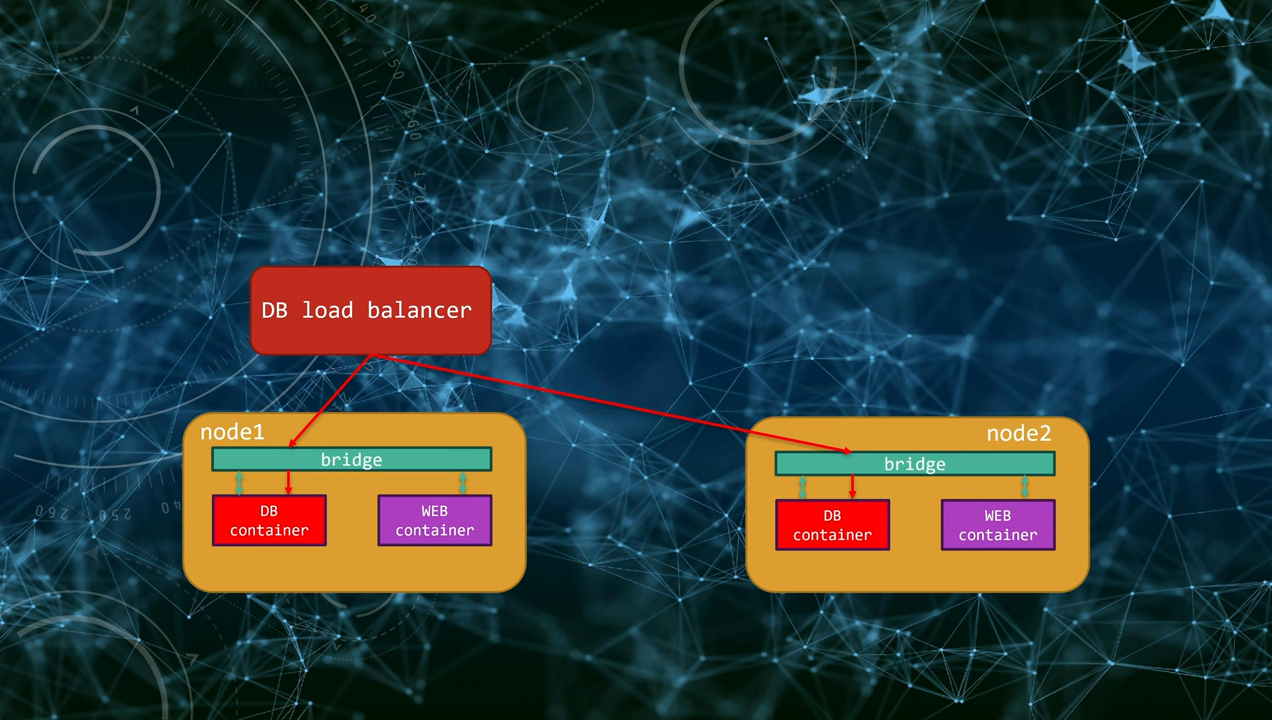 DB load balancer
node1
bridge
DB
container
WEB
container
node2
bridge
DB
container
WEB
container